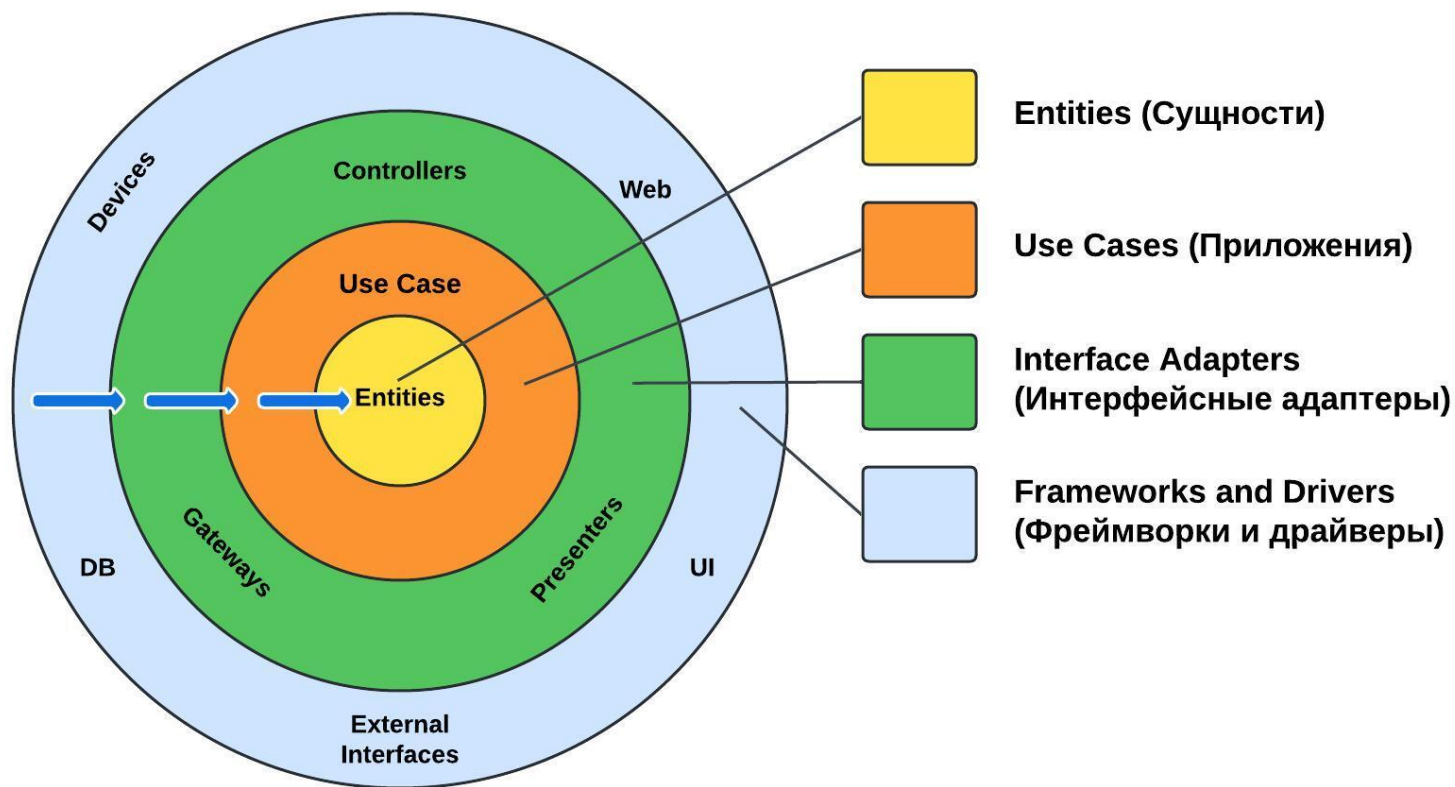 Devices
Controllers
Web
Use Case
Entities
Gateways
Presenters
DB
UI
External
Interfaces
Entities (Сущности)
Use Cases (Приложения)
Interface Adapters
(Интерфейсные адаптеры)
Frameworks and Drivers
(Фреймворки и драйверы)